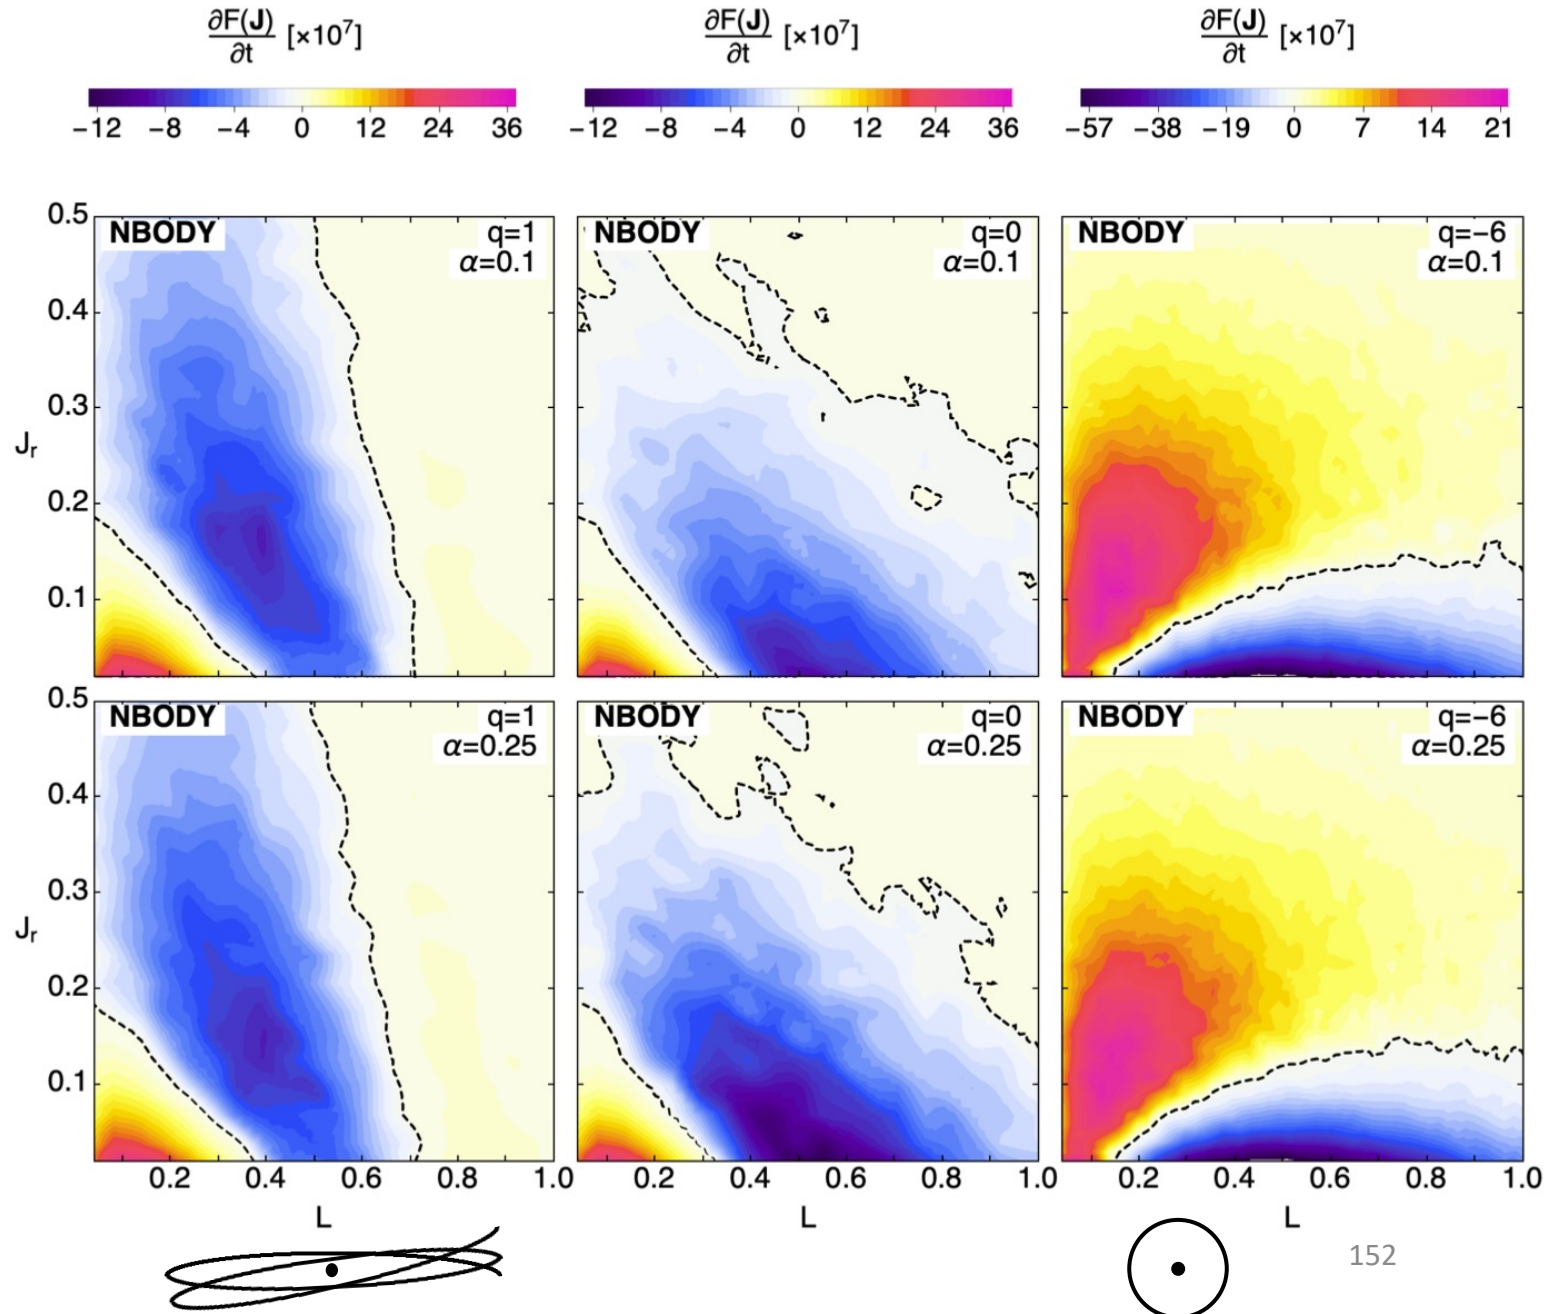 ∂F(J)/∂t [×10⁷] ∂F(J)/∂t [×10⁷] ∂F(J)/∂t [×10⁷]
−12 −8 −4 0 12 24 36 −12 −8 −4 0 12 24 36 −57 −38 −19 0 7 14 21
0.5 NBODY q=1 NBODY q=0 NBODY q=−6
α=0.1 α=0.1 α=0.1
0.4
0.3
Jᵣ
0.2
0.1
0.5 NBODY q=1 NBODY q=0 NBODY q=−6
α=0.25 α=0.25 α=0.25
0.4
0.3
Jᵣ
0.2
0.1
0.2 0.4 0.6 0.8 1.0 0.2 0.4 0.6 0.8 1.0 0.2 0.4 0.6 0.8 1.0
L L L
152